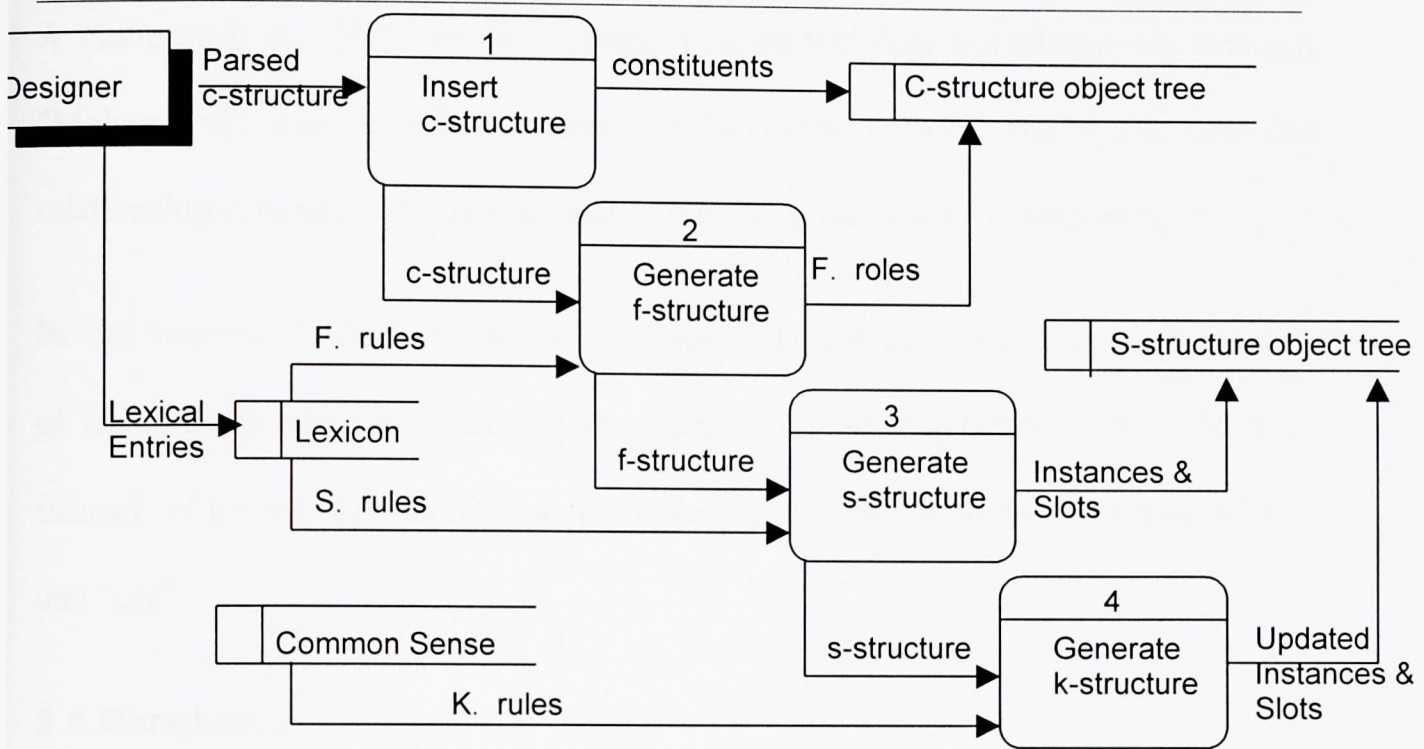 Designer
Parsed
c-structure
1
Insert
c-structure
constituents
C-structure object tree
c-structure
2
Generate
f-structure
F. roles
F. rules
S-structure object tree
Lexical
Entries
Lexicon
S. rules
f-structure
3
Generate
s-structure
Instances &
Slots
Common Sense
K. rules
s-structure
4
Generate
k-structure
Updated
Instances &
Slots